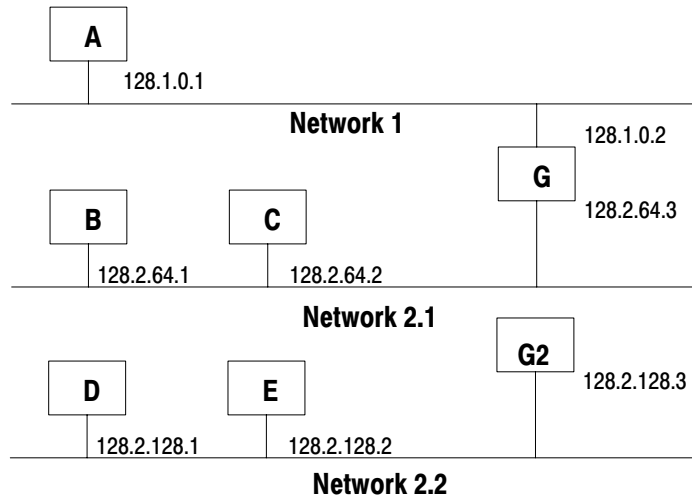 A
128.1.0.1
Network 1
128.1.0.2
G
128.2.64.3
B
C
128.2.64.1
128.2.64.2
Network 2.1
G2
128.2.128.3
D
E
128.2.128.1
128.2.128.2
Network 2.2